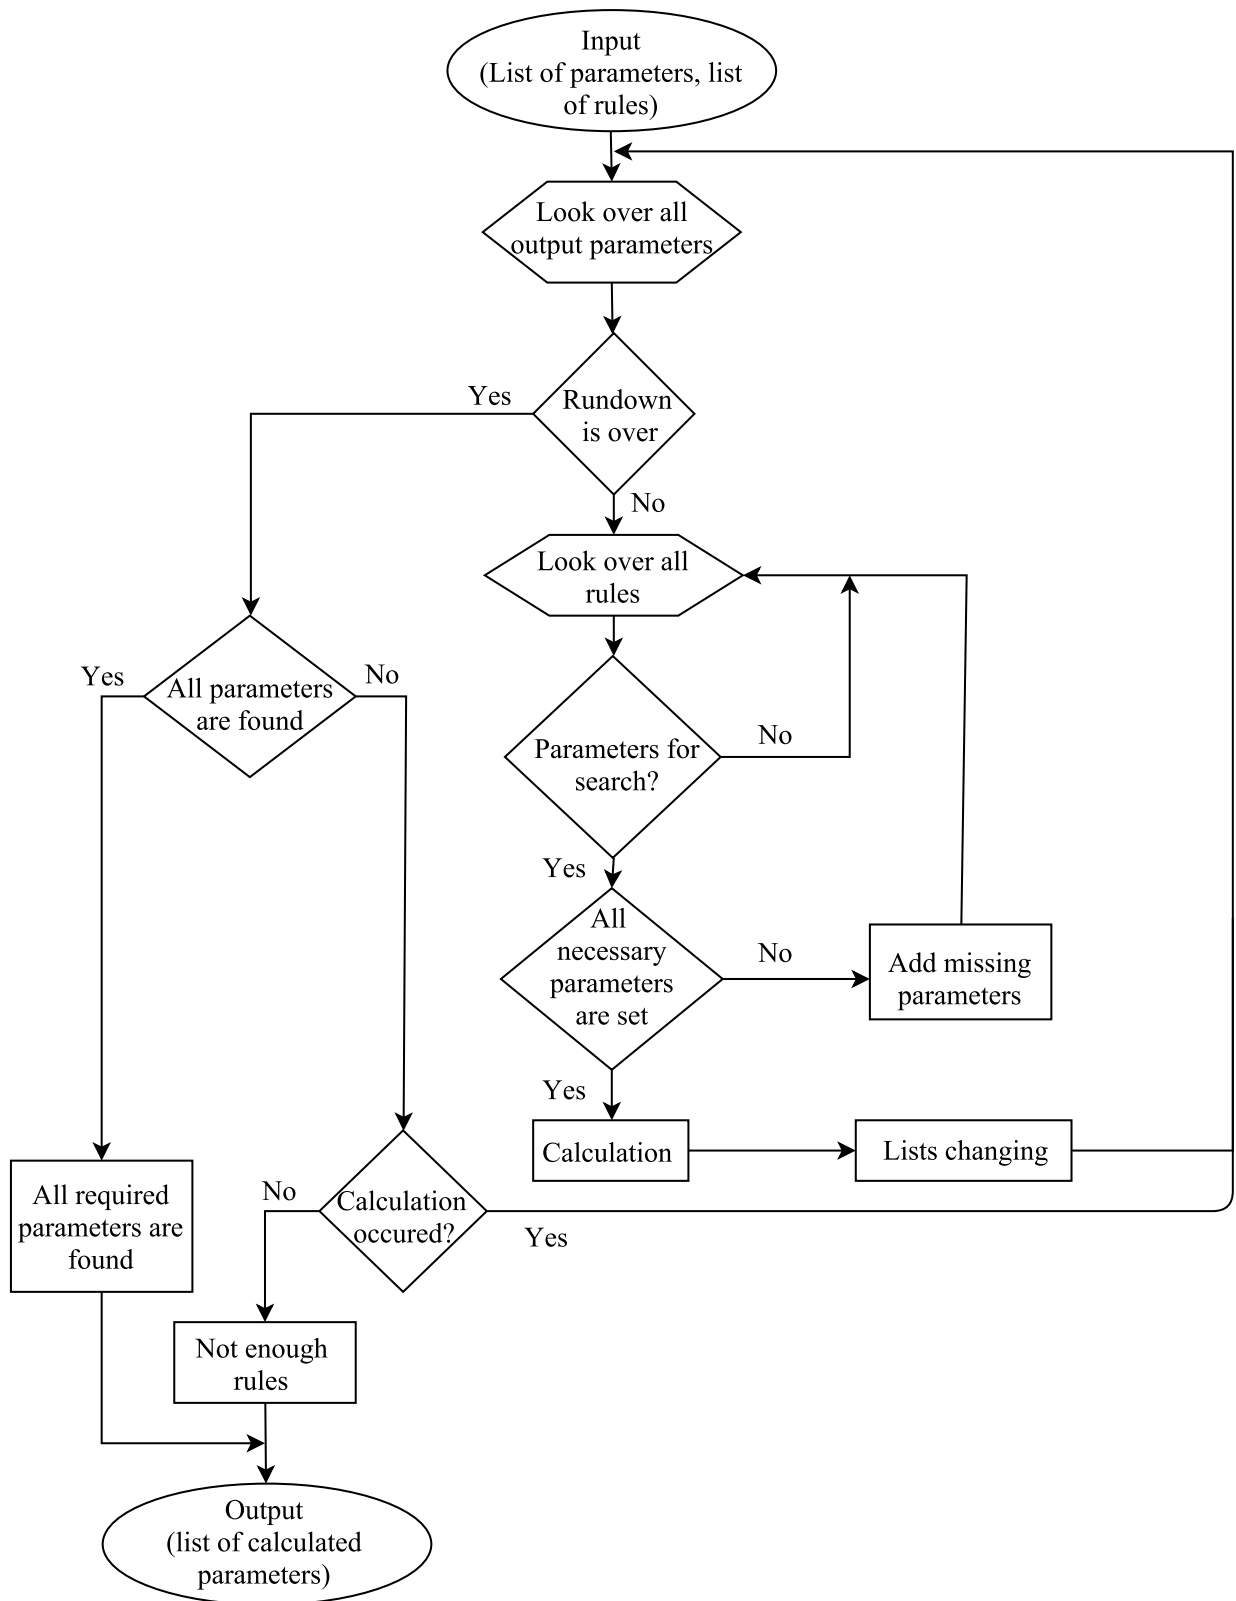 Input
(List of parameters, list
of rules)
Look over all
output parameters
Yes
Rundown
is over
No
Look over all
rules
Yes
No
All parameters
are found
Parameters for
search?
No
Yes
All
necessary
parameters
are set
No
Add missing
parameters
Yes
Calculation
Lists changing
All required
parameters are
found
No
Calculation
occured?
Yes
Not enough
rules
Output
(list of calculated
parameters)